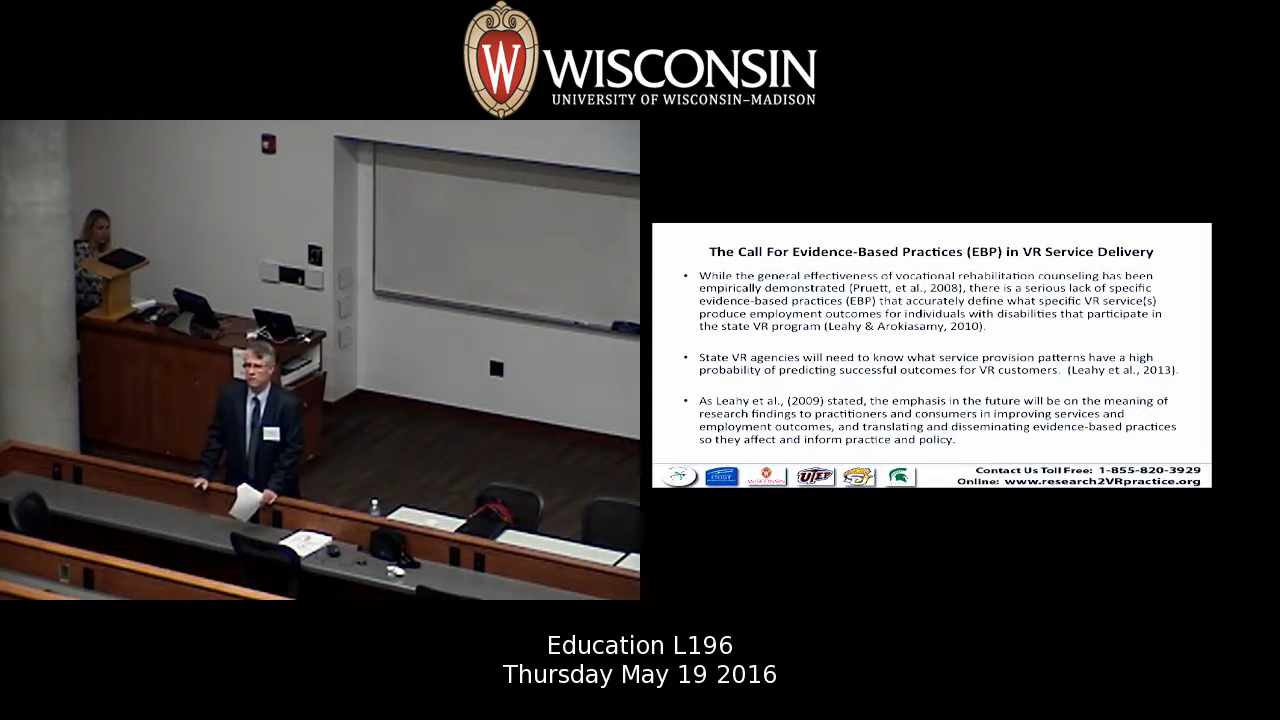 W WISCONSIN
UNIVERSITY OF WISCONSIN–MADISON
The Call For Evidence-Based Practices (EBP) in VR Service Delivery
• While the general effectiveness of vocational rehabilitation counseling has been
empirically demonstrated (Pruett, et al., 2008), there is a serious lack of specific
evidence-based practices (EBP) that accurately define what specific VR service(s)
produce employment outcomes for individuals with disabilities that participate in
the state VR program (Leahy & Arokiasamy, 2010).
• State VR agencies will need to know what service provision patterns have a high
probability of predicting successful outcomes for VR customers. (Leahy et al., 2013).
• As Leahy et al., (2009) stated, the emphasis in the future will be on the meaning of
research findings to practitioners and consumers in improving services and
employment outcomes, and translating and disseminating evidence-based practices
so they affect and inform practice and policy.
STOUT
WISCONSIN
UTEP
Contact Us Toll Free: 1-855-820-3929
Online: www.research2VRpractice.org
Education L196
Thursday May 19 2016